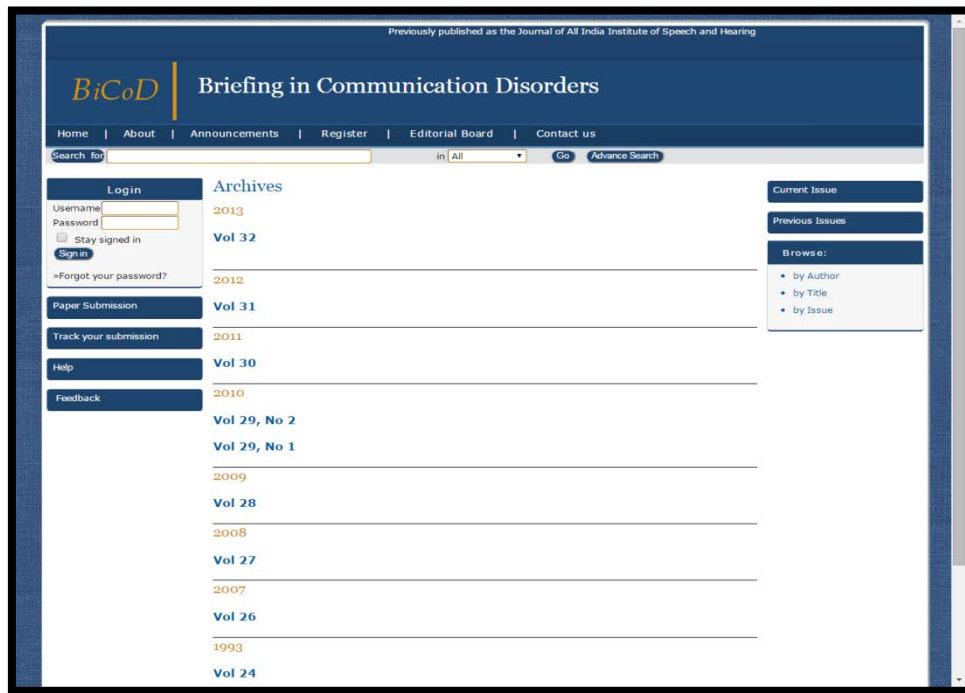 Previously published as the Journal of All India Institute of Speech and Hearing
BiCoD
Briefing in Communication Disorders
Home | About | Announcements | Register | Editorial Board | Contact us
Search for in All Go Advance Search
Login
Username
Password
Stay signed in
Sign in
»Forgot your password?
Paper Submission
Track your submission
Help
Feedback
Archives
2013
Vol 32
2012
Vol 31
2011
Vol 30
2010
Vol 29, No 2
Vol 29, No 1
2009
Vol 28
2008
Vol 27
2007
Vol 26
1993
Vol 24
Current Issue
Previous Issues
Browse:
• by Author
• by Title
• by Issue